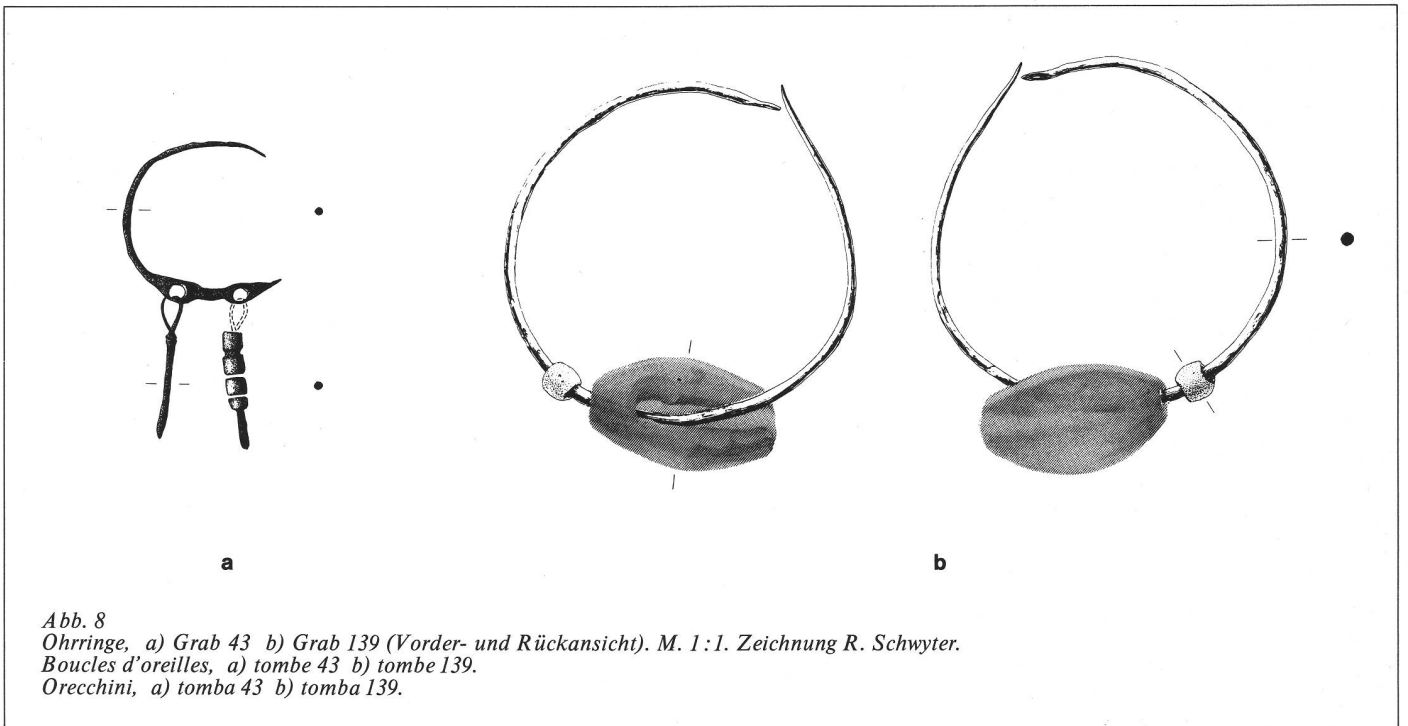 a
b
Abb. 8
Ohrringe, a) Grab 43 b) Grab 139 (Vorder- und Rückansicht). M. 1:1. Zeichnung R. Schwyter.
Boucles d'oreilles, a) tombe 43 b) tombe 139.
Orecchini, a) tomba 43 b) tomba 139.